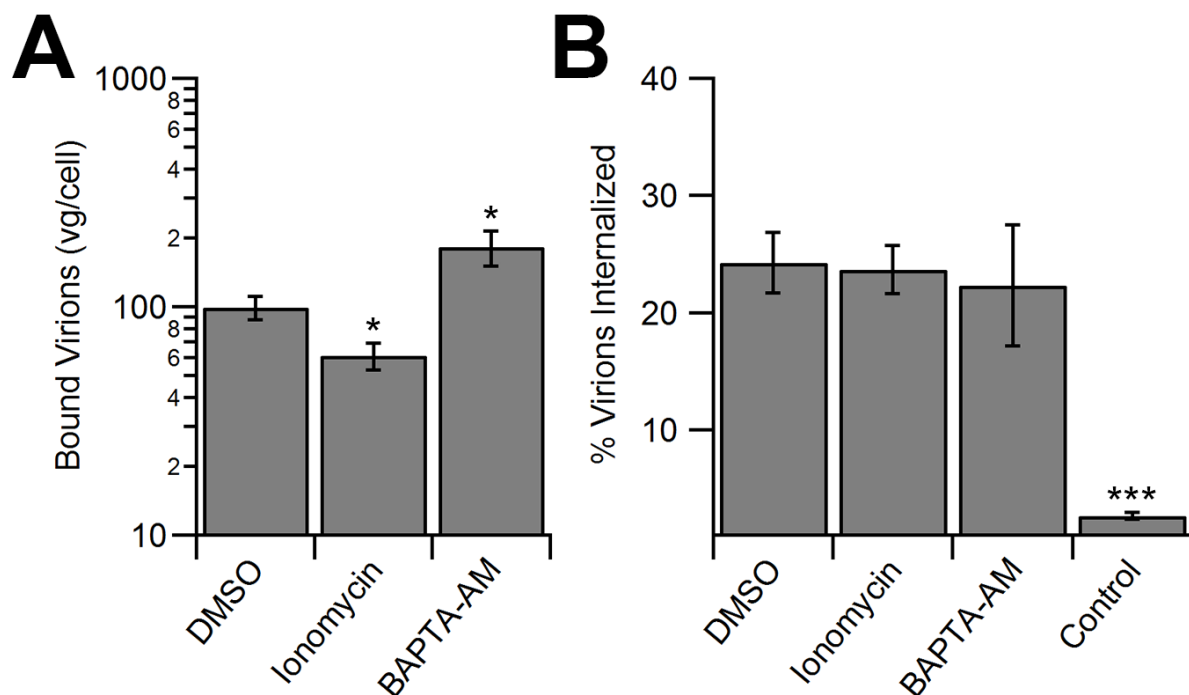 A
Bound Virions (vg/cell)
1000
8
6
4
2
100
8
6
4
2
10
*
*
DMSO
Ionomycin
BAPTA-AM
B
% Virions Internalized
40
30
20
10
***
DMSO
Ionomycin
BAPTA-AM
Control